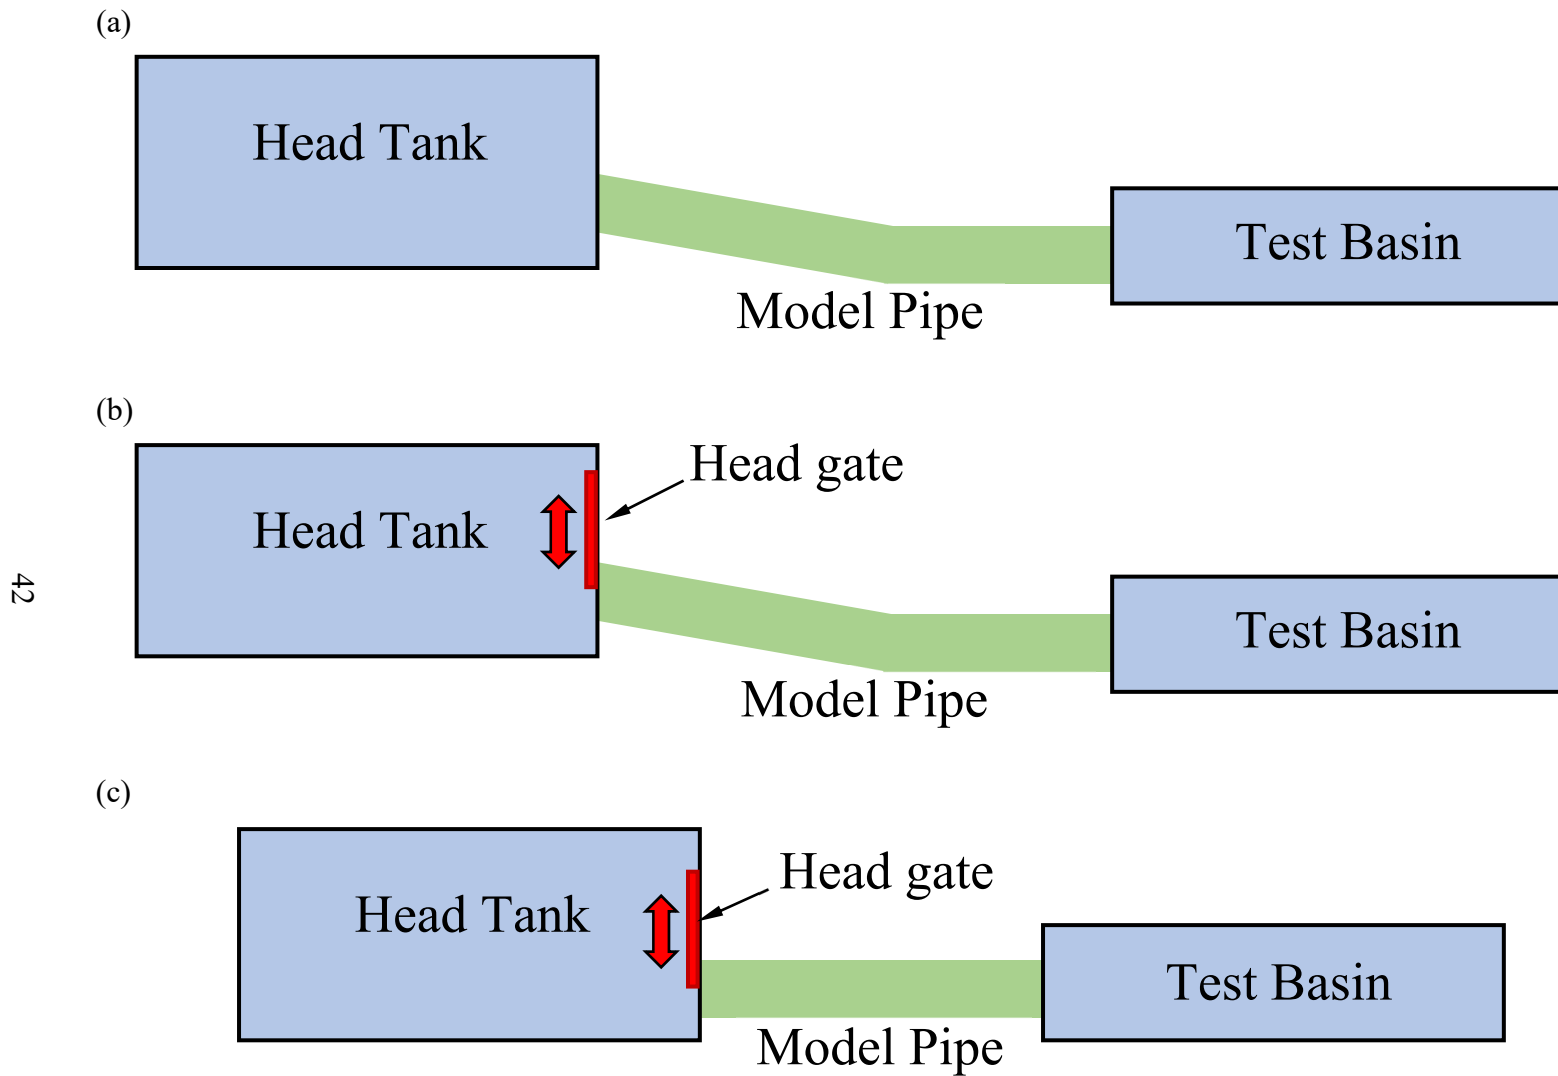 (a)
Head Tank
Test Basin
Model Pipe
(b)
Head gate
Head Tank
42
Test Basin
Model Pipe
(c)
Head gate
Head Tank
Test Basin
Model Pipe